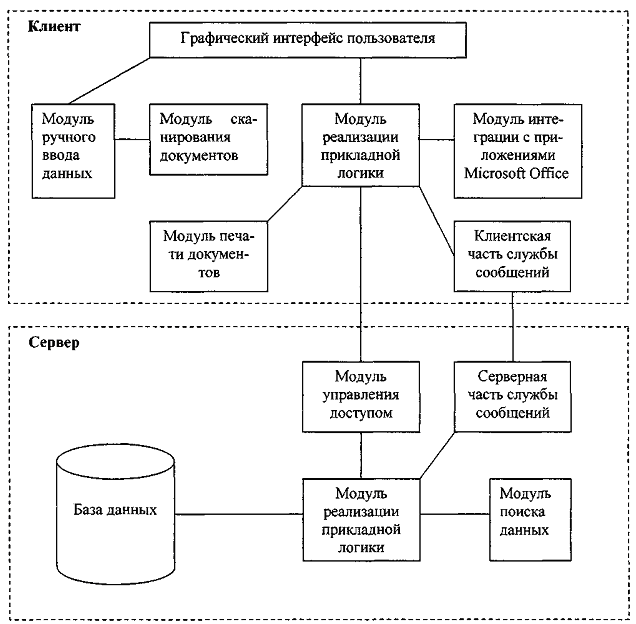 Клиент
Графический интерфейс пользователя
Модуль
ручного
ввода
данных
Модуль ска-
нирования
документов
Модуль
реализации
прикладной
логики
Модуль инте-
грации с при-
ложениями
Microsoft Office
Модуль печа-
ти докумен-
тов
Клиентская
часть службы
сообщений
Сервер
Модуль
управления
доступом
Серверная
часть службы
сообщений
База данных
Модуль
реализации
прикладной
логики
Модуль
поиска
данных